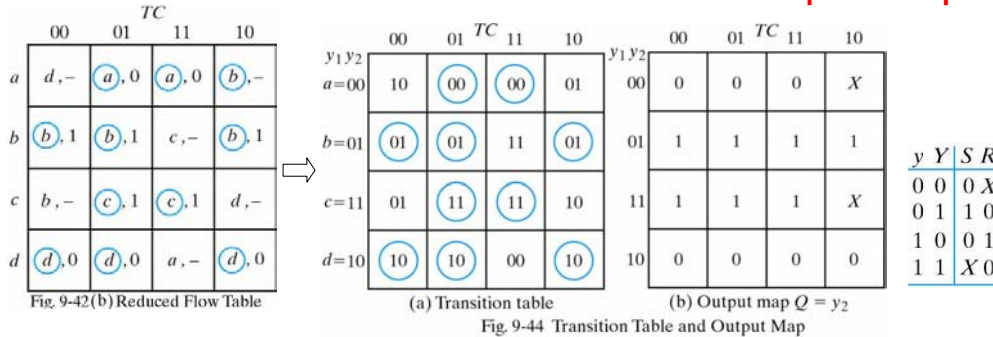 TC
00 01 11 10
a d,– a,0 a,0 b,–
b b,1 b,1 c,– b,1
c b,– c,1 c,1 d,–
d d,0 d,0 a,– d,0
Fig. 9-42(b) Reduced Flow Table
TC
00 01 11 10
y₁y₂
a=00 10 00 00 01
b=01 01 01 11 01
c=11 01 11 11 10
d=10 10 10 00 10
(a) Transition table
TC
00 01 11 10
y₁y₂
00 0 0 0 X
01 1 1 1 1
11 1 1 1 X
10 0 0 0 0
(b) Output map Q = y₂
Fig. 9-44 Transition Table and Output Map
y Y S R
0 0 0 X
0 1 1 0
1 0 0 1
1 1 X 0